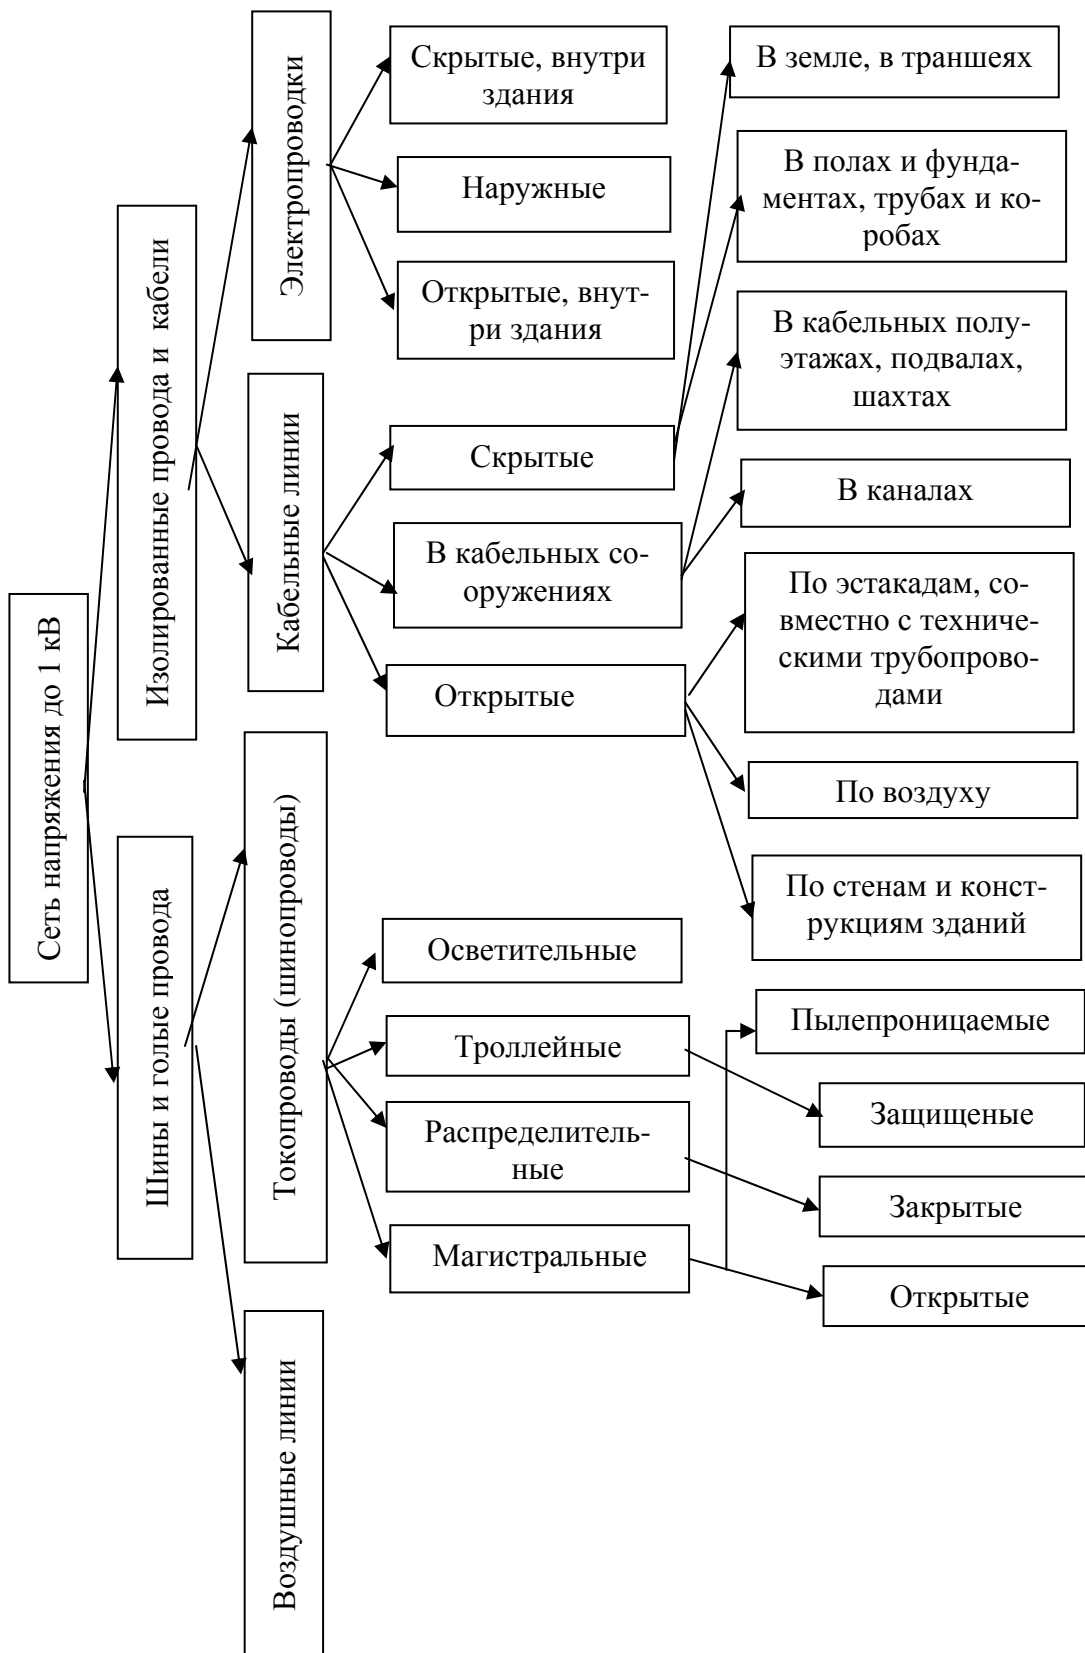 Сеть напряжения до 1 кВ
Изолированные провода и кабели
Шины и голые провода
Электропроводки
Кабельные линии
Токопроводы (шинопроводы)
Воздушные линии
Скрытые, внутри
здания
Наружные
Открытые, внут-
ри здания
Скрытые
В кабельных со-
оружениях
Открытые
Осветительные
Троллейные
Распределитель-
ные
Магистральные
В земле, в траншеях
В полах и фунда-
ментах, трубах и ко-
робах
В кабельных полу-
этажах, подвалах,
шахтах
В каналах
По эстакадам, со-
вместно с техниче-
скими трубопрово-
дами
По воздуху
По стенам и конст-
рукциям зданий
Пылепроницаемые
Защищеные
Закрытые
Открытые